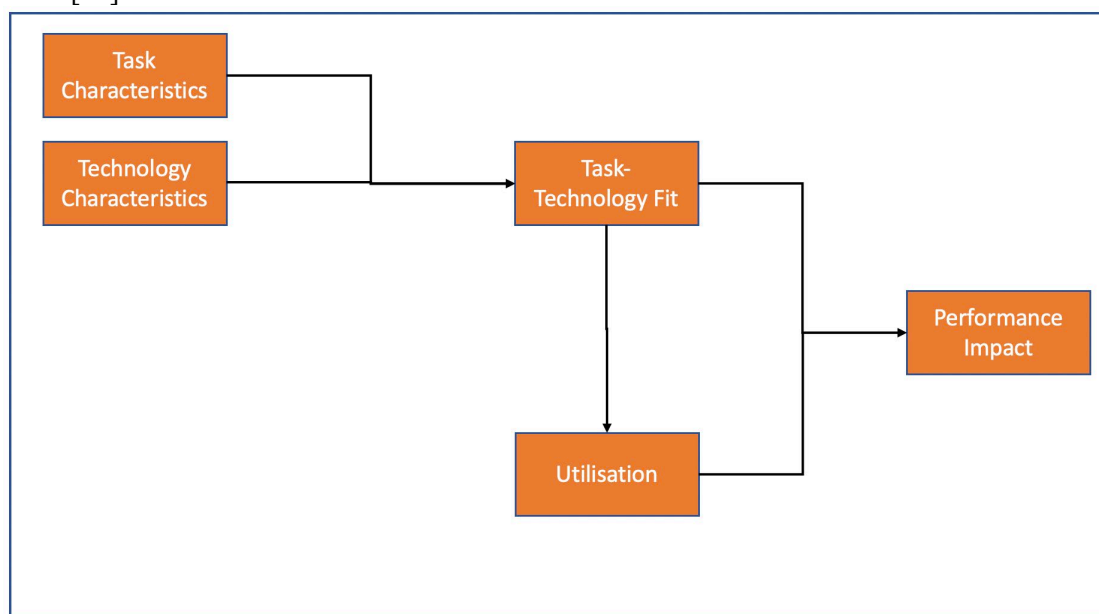 Task
Characteristics
Technology
Characteristics
Task-
Technology Fit
Performance
Impact
Utilisation